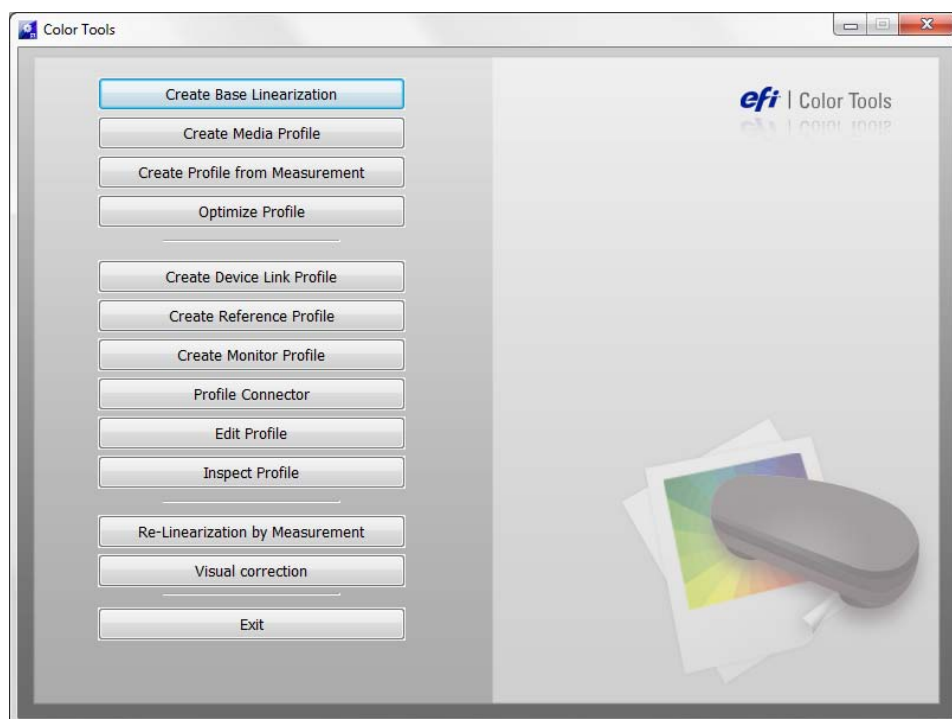 Color Tools
Create Base Linearization
efi | Color Tools
Create Media Profile
Create Profile from Measurement
Optimize Profile
Create Device Link Profile
Create Reference Profile
Create Monitor Profile
Profile Connector
Edit Profile
Inspect Profile
Re-Linearization by Measurement
Visual correction
Exit